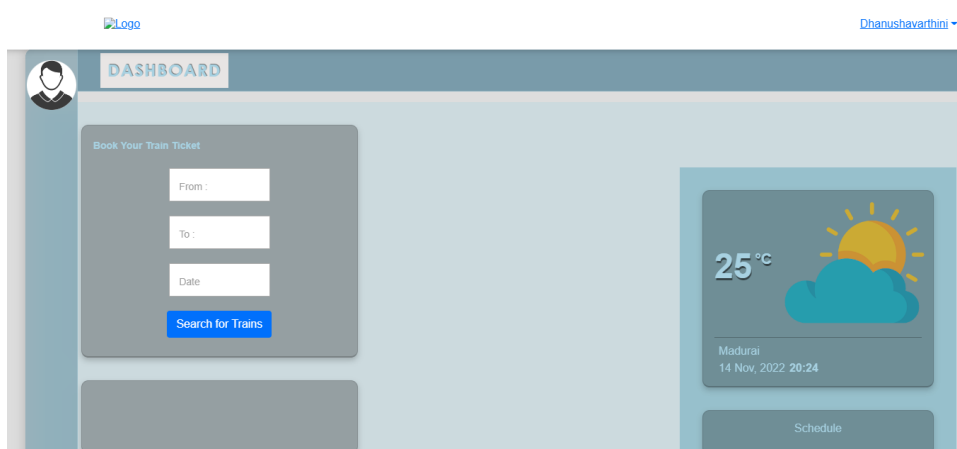 Logo
Dhanushavarthini
DASHBOARD
Book Your Train Ticket
From :
To :
Date
Search for Trains
25 °C
Madurai
14 Nov, 2022 20:24
Schedule